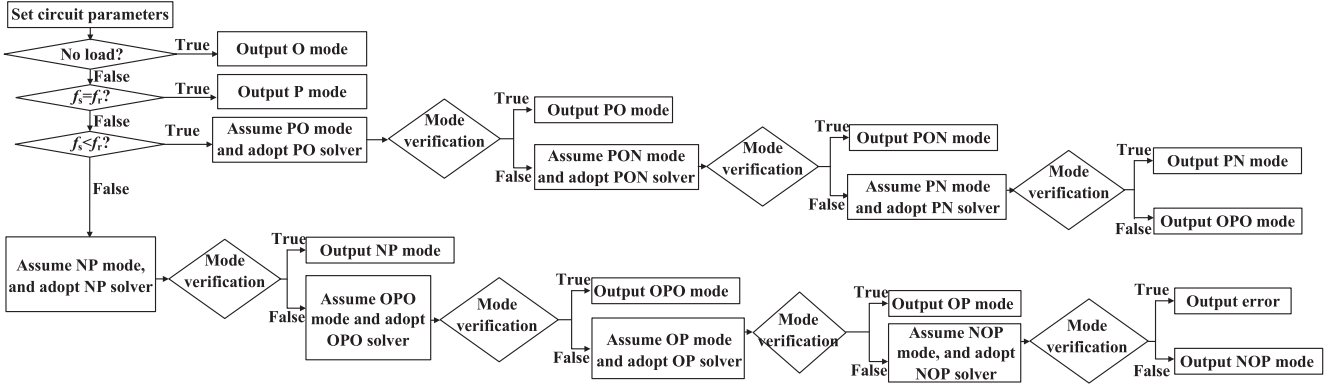 Set circuit parameters
No load?
True
Output O mode
False
fs=fr?
True
Output P mode
False
fs<fr?
True
Assume PO mode
and adopt PO solver
Mode
verification
True
Output PO mode
False
Assume PON mode
and adopt PON solver
Mode
verification
True
Output PON mode
False
Assume PN mode
and adopt PN solver
Mode
verification
True
Output PN mode
False
Output OPO mode
False
Assume NP mode,
and adopt NP solver
Mode
verification
True
Output NP mode
False
Assume OPO
mode and adopt
OPO solver
Mode
verification
True
Output OPO mode
False
Assume OP mode
and adopt OP solver
Mode
verification
True
Output OP mode
False
Assume NOP
mode, and adopt
NOP solver
Mode
verification
True
Output error
False
Output NOP mode